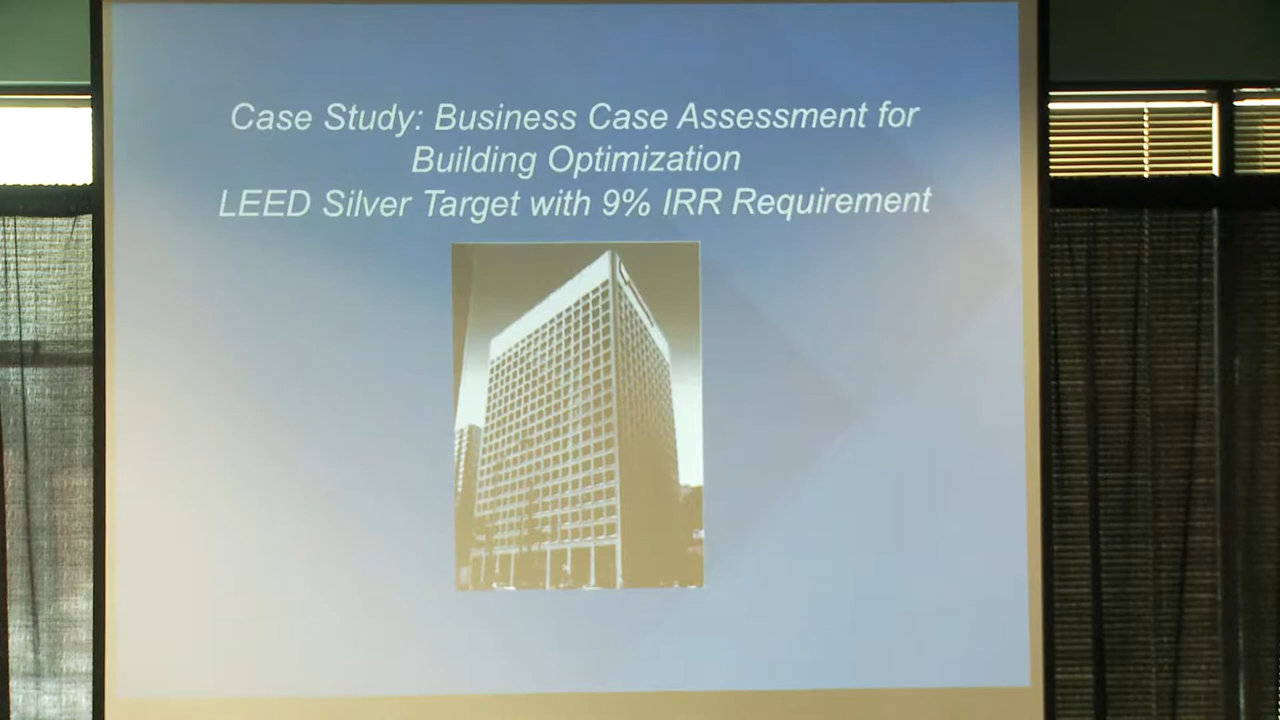 Case Study: Business Case Assessment for
Building Optimization
LEED Silver Target with 9% IRR Requirement